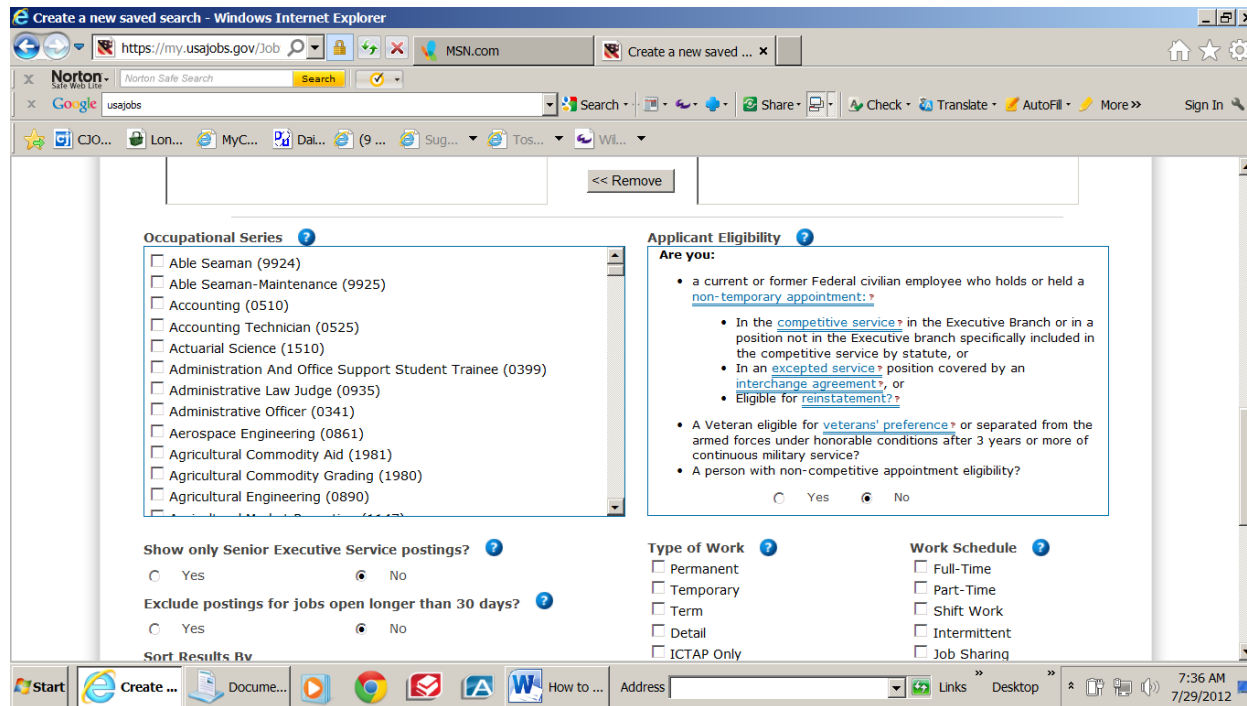 Create a new saved search - Windows Internet Explorer
https://my.usajobs.gov/Job
MSN.com
Create a new saved ...
x Norton Safe Web Lite
Norton Safe Search
Search
x Google usajobs
Search
Share
Check
Translate
AutoFill
More »
Sign In
CJO...
Lon...
MyC...
Dai...
(9 ...
Sug...
Tos...
Wil...
<< Remove
Occupational Series ?
Able Seaman (9924)
Able Seaman-Maintenance (9925)
Accounting (0510)
Accounting Technician (0525)
Actuarial Science (1510)
Administration And Office Support Student Trainee (0399)
Administrative Law Judge (0935)
Administrative Officer (0341)
Aerospace Engineering (0861)
Agricultural Commodity Aid (1981)
Agricultural Commodity Grading (1980)
Agricultural Engineering (0890)
Applicant Eligibility ?
Are you:
• a current or former Federal civilian employee who holds or held a
non-temporary appointment: ?
• In the competitive service ? in the Executive Branch or in a
position not in the Executive branch specifically included in
the competitive service by statute, or
• In an excepted service ? position covered by an
interchange agreement ?, or
• Eligible for reinstatement? ?
• A Veteran eligible for veterans' preference ? or separated from the
armed forces under honorable conditions after 3 years or more of
continuous military service?
• A person with non-competitive appointment eligibility?
Yes No
Show only Senior Executive Service postings? ?
Yes No
Exclude postings for jobs open longer than 30 days? ?
Yes No
Sort Results By
Type of Work ?
Permanent
Temporary
Term
Detail
ICTAP Only
Work Schedule ?
Full-Time
Part-Time
Shift Work
Intermittent
Job Sharing
Start
Create ...
Docume...
How to ...
Address
Links »
Desktop »
7:36 AM
7/29/2012